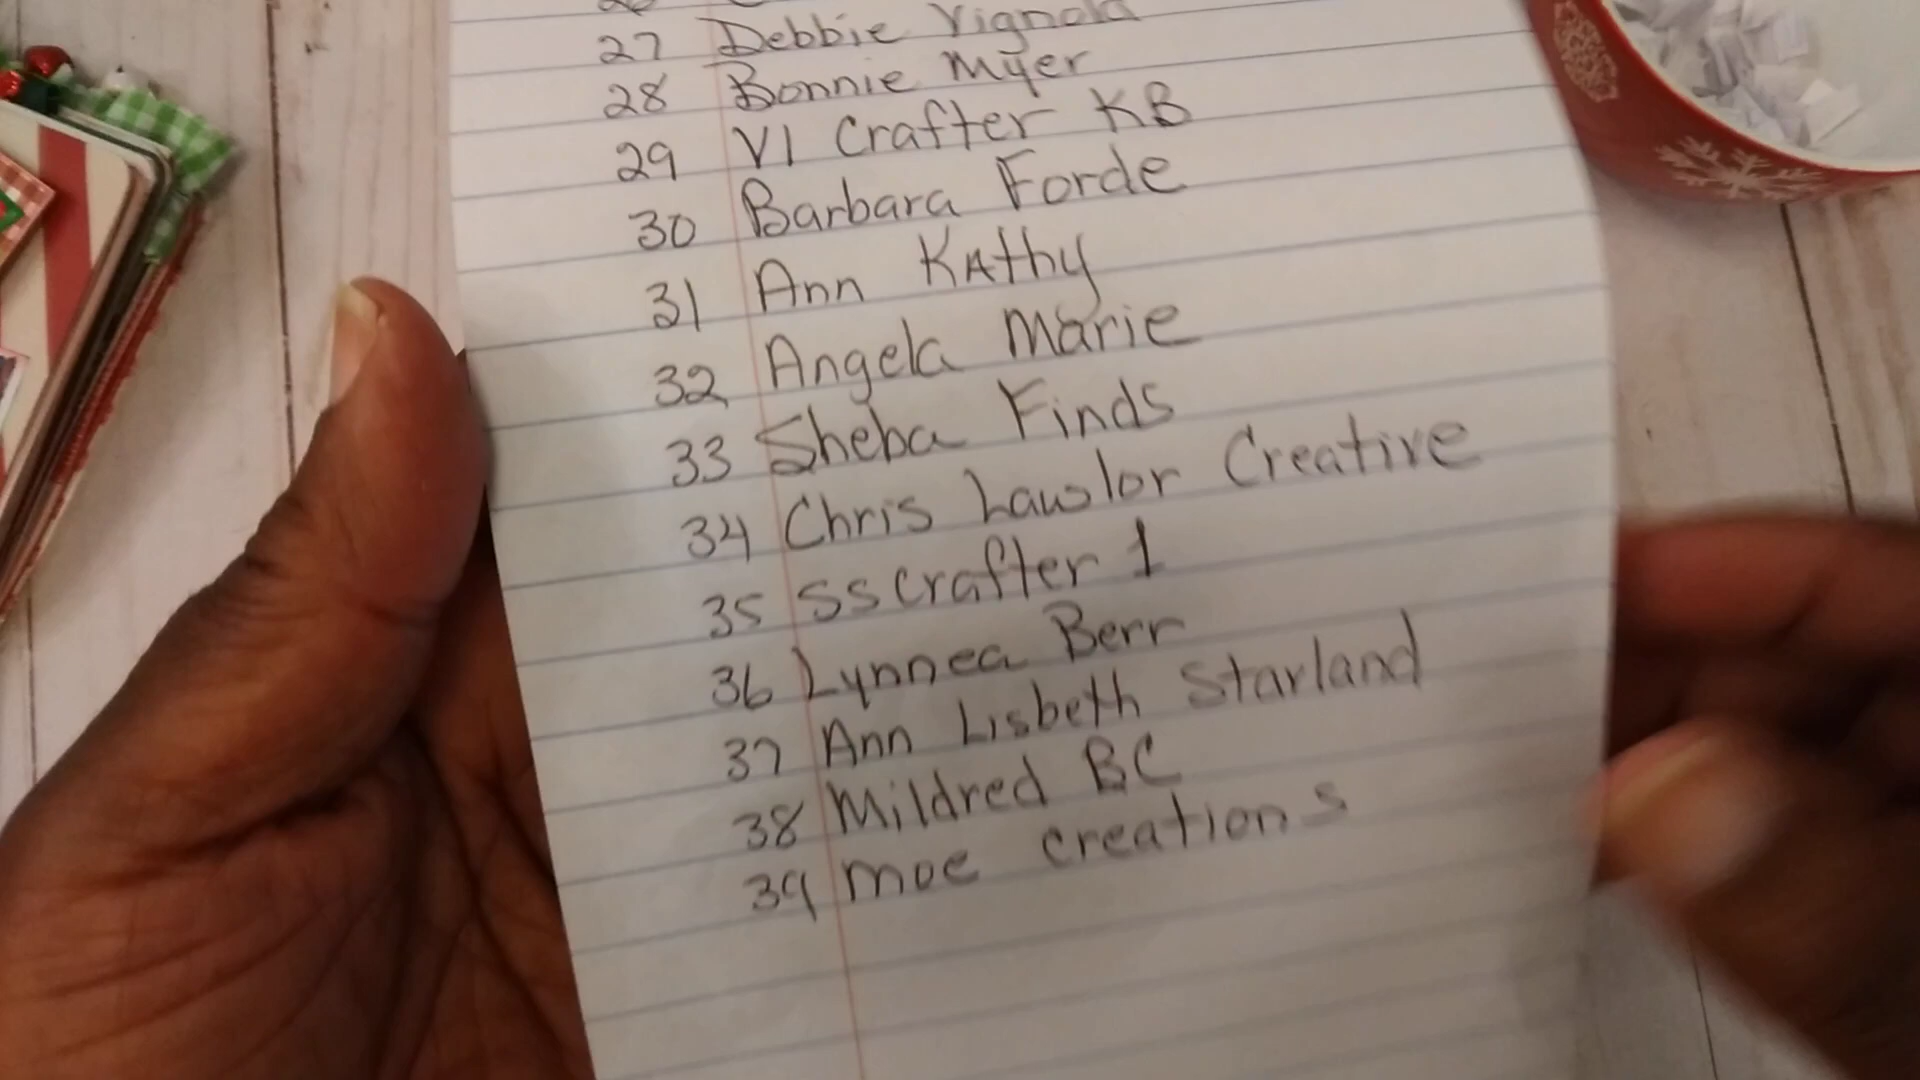 27 Debbie Vignola
28 Bonnie Myer
29 VI Crafter KB
30 Barbara Forde
31 Ann KAthy
32 Angela Marie
33 Sheba Finds
34 Chris Lawlor Creative
35 SScrafter 1
36 Lynnea Berr
37 Ann Lisbeth Starland
38 Mildred BC
39 Moe creations